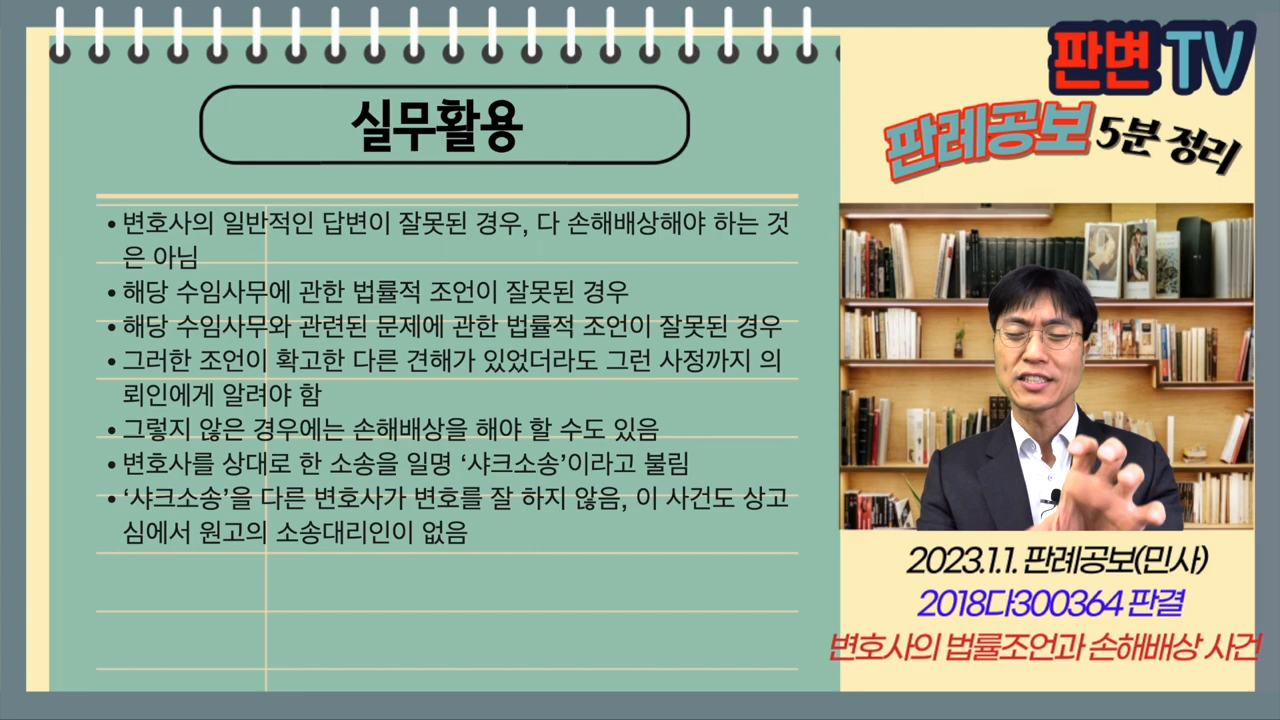 실무활용
• 변호사의 일반적인 답변이 잘못된 경우, 다 손해배상해야 하는 것
은 아님
• 해당 수임사무에 관한 법률적 조언이 잘못된 경우
• 해당 수임사무와 관련된 문제에 관한 법률적 조언이 잘못된 경우
• 그러한 조언이 확고한 다른 견해가 있었더라도 그런 사정까지 의
뢰인에게 알려야 함
• 그렇지 않은 경우에는 손해배상을 해야 할 수도 있음
• 변호사를 상대로 한 소송을 일명 ‘샤크소송’이라고 불림
• ‘샤크소송’을 다른 변호사가 변호를 잘 하지 않음, 이 사건도 상고
심에서 원고의 소송대리인이 없음
판변 TV
판례공보 5분 정리
2023.1.1. 판례공보(민사)
2018다300364 판결
변호사의 법률조언과 손해배상 사건